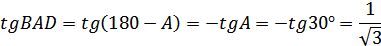 tgBAD = tg(180 − A) = −tgA = −tg30° = 1/√3